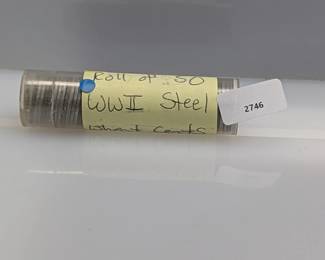 Roll of 50
WWII Steel
Wheat Cents
2746